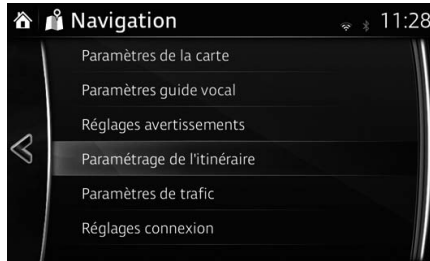 Navigation 11:28
Paramètres de la carte
Paramètres guide vocal
Réglages avertissements
Paramétrage de l'itinéraire
Paramètres de trafic
Réglages connexion